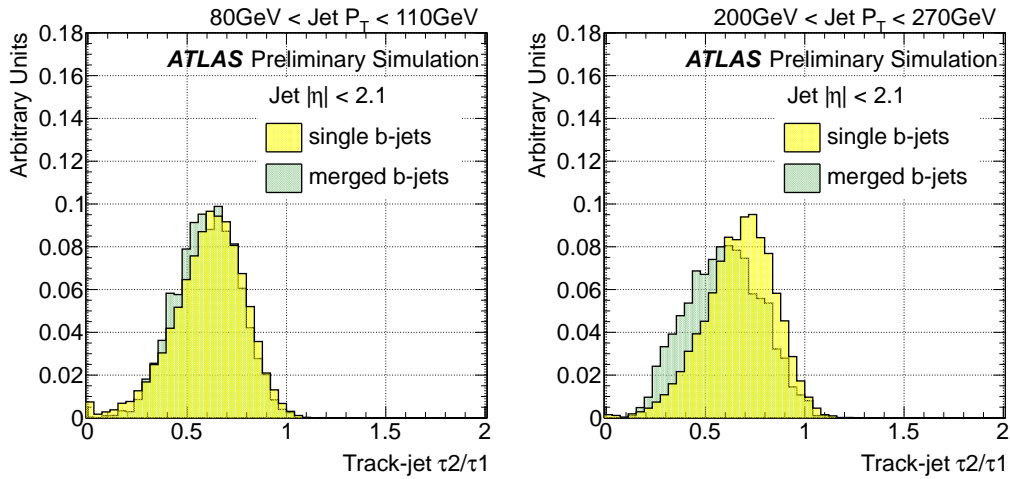 80GeV < Jet P_T < 110GeV
Arbitrary Units
0.18
0.16
0.14
0.12
0.1
0.08
0.06
0.04
0.02
0
ATLAS Preliminary Simulation
Jet |η| < 2.1
single b-jets
merged b-jets
0 0.5 1 1.5 2
Track-jet τ2/τ1
200GeV < Jet P_T < 270GeV
Arbitrary Units
0.18
0.16
0.14
0.12
0.1
0.08
0.06
0.04
0.02
0
ATLAS Preliminary Simulation
Jet |η| < 2.1
single b-jets
merged b-jets
0 0.5 1 1.5 2
Track-jet τ2/τ1